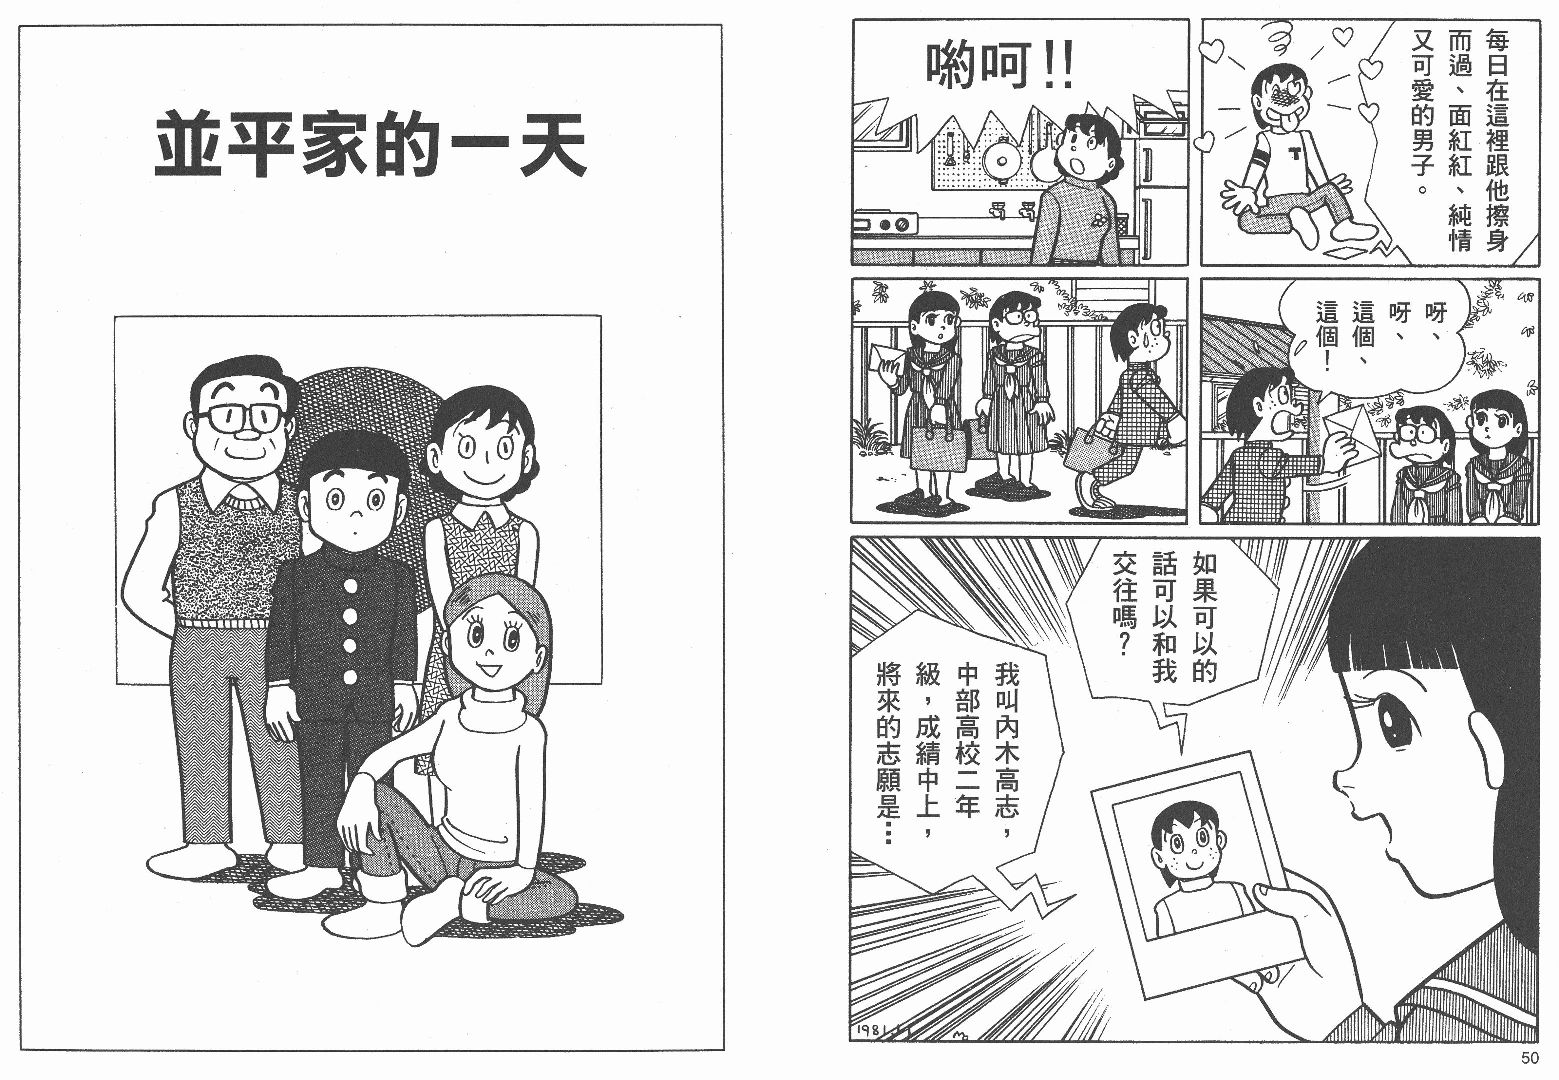 每日在這裡跟他擦身
而過、面紅紅、純情
又可愛的男子。
喲呵!!
呀、
呀、
這個、
這個!
如果可以的
話可以和我
交往嗎?
我叫內木高志,
中部高校二年
級,成績中上,
將來的志願是…
50
並平家的一天